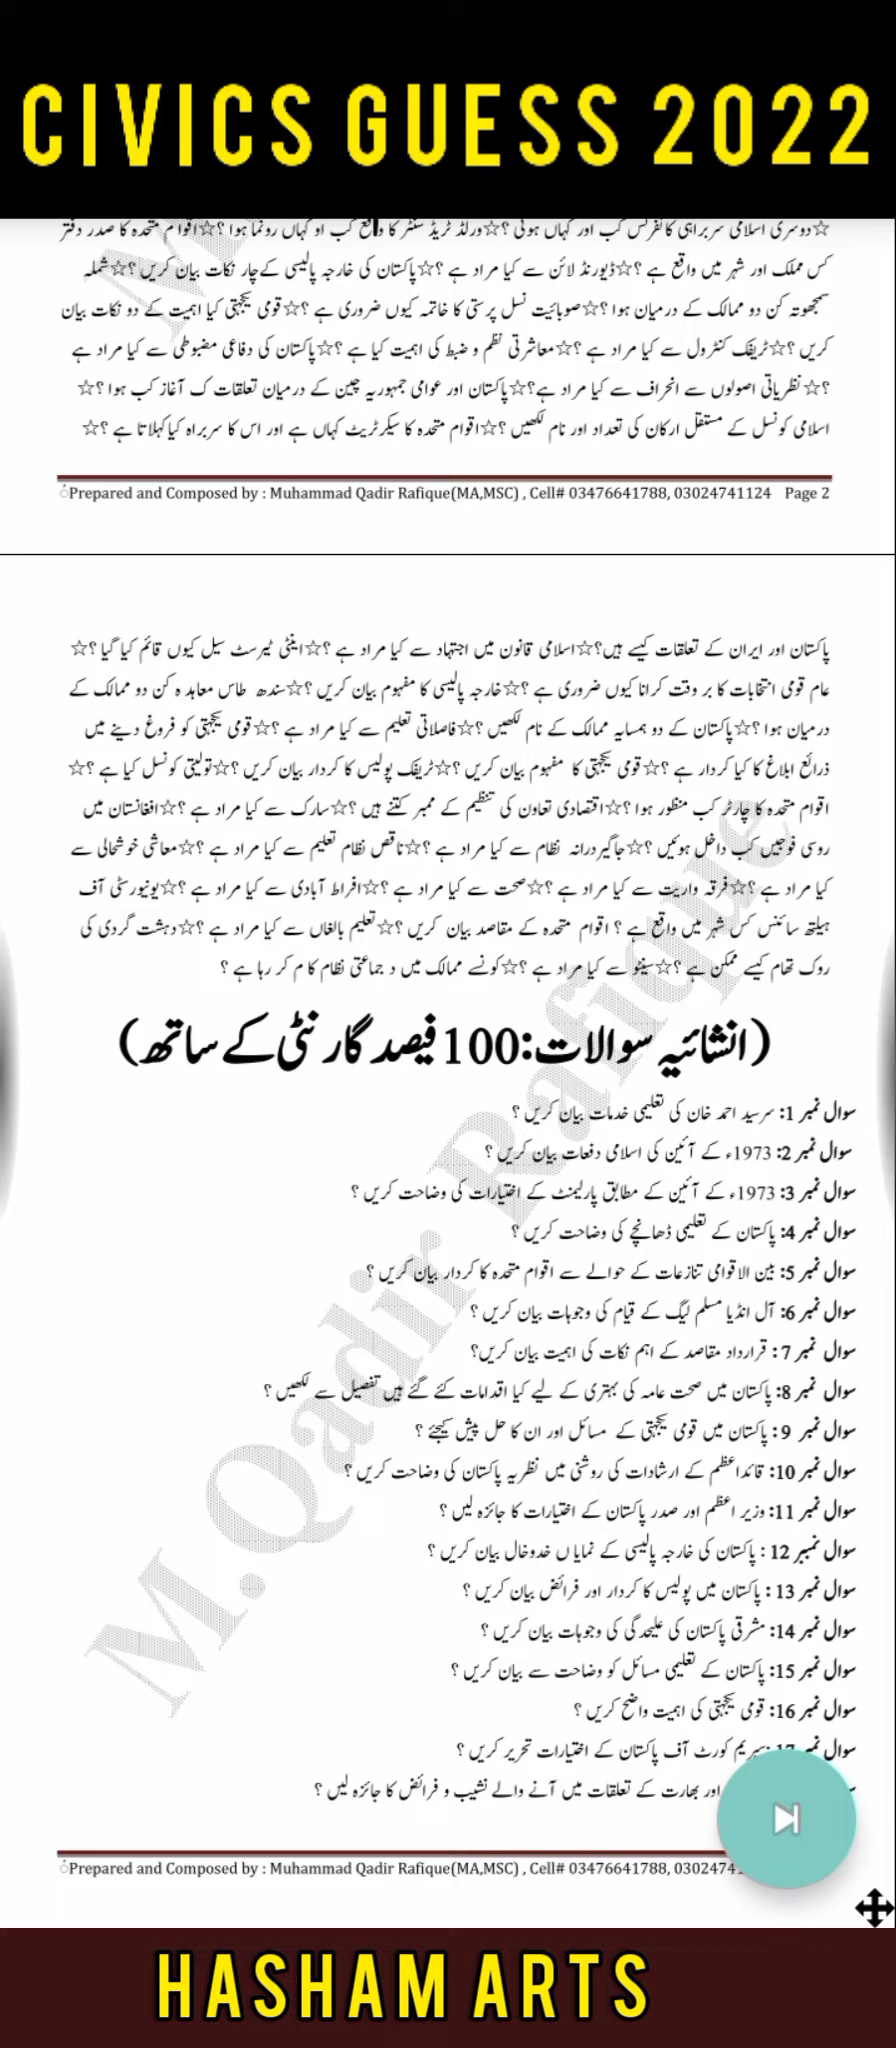 CIVICS GUESS 2022
☆دوسری اسلامی سربراہی کانفرنس کب اور کہاں ہوئی ؟☆ورلڈ ٹریڈ سنٹر کا واقع کب او کہاں رونما ہوا ؟☆اقوا م متحدہ کا صدر دفتر
کس مملک اور شہر میں واقع ہے ؟☆ڈیورنڈ لائن سے کیا مراد ہے ؟☆پاکستان کی خارجہ پالیسی کےچار نکات بیان کریں ؟☆شملہ
سمجھوتہ کن دو ممالک کے درمیان ہوا ؟☆صوبائیت نسل پرستی کا خاتمہ کیوں ضروری ہے ؟☆قومی یکجہتی کیا اہمیت کے دو نکات بیان
کریں ؟☆ٹریفک کنٹرول سے کیا مراد ہے ؟☆معاشرتی نظم و ضبط کی اہمیت کیا ہے ؟☆پاکستان کی دفاعی مضبوطی سے کیا مراد ہے
؟☆نظریاتی اصولوں سے انحراف سے کیا مراد ہے؟☆پاکستان اور عوامی جمہوریہ چین کے درمیان تعلقات ک آغاز کب ہوا ؟☆
اسلامی کونسل کے مستقل ارکان کی تعداد اور نام لکھیں ؟☆اقوام متحدہ کا سیکرٹریٹ کہاں ہے اور اس کا سربراہ کیا کہلاتا ہے ؟☆
Prepared and Composed by : Muhammad Qadir Rafique(MA,MSC) , Cell# 03476641788, 03024741124 Page 2
پاکستان اور ایران کے تعلقات کیسے ہیں؟☆اسلامی قانون میں اجتہاد سے کیا مراد ہے ؟☆اینٹی ٹیرسٹ سیل کیوں قائم کیا گیا ؟☆
عام قومی انتخابات کا بر وقت کرانا کیوں ضروری ہے ؟☆خارجہ پالیسی کا مفہوم بیان کریں ؟☆سندھ طاس معاہد ہ کن دو ممالک کے
درمیان ہوا ؟☆پاکستان کے دو ہمسایہ ممالک کے نام لکھیں ؟☆فاصلاتی تعلیم سے کیا مراد ہے ؟☆قومی یکجہتی کو فروغ دینے میں
ذرائع ابلاغ کا کیا کردار ہے ؟☆قومی یکجہتی کا مفہوم بیان کریں ؟☆ٹریفک پولیس کا کردار بیان کریں ؟☆تولیتی کونسل کیا ہے ؟☆
اقوام متحدہ کا چارٹر کب منظور ہوا ؟☆اقتصادی تعاون کی تنظیم کے ممبر کتنے ہیں ؟☆سارک سے کیا مراد ہے ؟☆افغانستان میں
روسی فوجیں کب داخل ہوئیں ؟☆جاگیردرانہ نظام سے کیا مراد ہے ؟☆ناقص نظام تعلیم سے کیا مراد ہے ؟☆معاشی خوشحالی سے
کیا مراد ہے ؟☆فرقہ واریت سے کیا مراد ہے ؟☆صحت سے کیا مراد ہے ؟☆افراط آبادی سے کیا مراد ہے ؟☆یونیورسٹی آف
ہیلتھ سائنس کس شہر میں واقع ہے ؟ اقوام متحدہ کے مقاصد بیان کریں ؟☆تعلیم بالغاں سے کیا مراد ہے ؟☆دہشت گردی کی
روک تھام کیسے ممکن ہے ؟☆سینٹو سے کیا مراد ہے ؟☆کونسے ممالک میں د جماعتی نظام کا م کر رہا ہے ؟
(انشائیہ سوالات:100 فیصد گارنٹی کے ساتھ)
سوال نمبر 1: سرسید احمد خان کی تعلیمی خدمات بیان کریں ؟
سوال نمبر 2: 1973ء کے آئین کی اسلامی دفعات بیان کریں ؟
سوال نمبر 3: 1973ء کے آئین کے مطابق پارلیمنٹ کے اختیارات کی وضاحت کریں ؟
سوال نمبر 4: پاکستان کے تعلیمی ڈھانچے کی وضاحت کریں ؟
سوال نمبر 5: بین الاقوامی تنازعات کے حوالے سے اقوام متحدہ کا کردار بیان کریں ؟
سوال نمبر 6: آل انڈیا مسلم لیگ کے قیام کی وجوہات بیان کریں ؟
سوال نمبر 7: قرارداد مقاصد کے اہم نکات کی اہمیت بیان کریں؟
سوال نمبر 8: پاکستان میں صحت عامہ کی بہتری کے لیے کیا اقدامات کئے گئے ہیں تفصیل سے لکھیں ؟
سوال نمبر 9: پاکستان میں قومی یکجہتی کے مسائل اور ان کا حل پیش کیجئے ؟
سوال نمبر 10: قائداعظم کے ارشادات کی روشنی میں نظریہ پاکستان کی وضاحت کریں ؟
سوال نمبر 11: وزیر اعظم اور صدر پاکستان کے اختیارات کا جائزہ لیں ؟
سوال نمببر 12 : پاکستان کی خارجہ پالیسی کے نمایا ں خدوخال بیان کریں ؟
سوال نمبر 13 : پاکستان میں پولیس کا کردار اور فرائض بیان کریں ؟
سوال نمبر 14: مشرقی پاکستان کی علیحدگی کی وجوہات بیان کریں ؟
سوال نمبر 15: پاکستان کے تعلیمی مسائل کو وضاحت سے بیان کریں ؟
سوال نمبر 16: قومی یکجہتی کی اہمیت واضح کریں ؟
سوال نمبر 17: سپریم کورٹ آف پاکستان کے اختیارات تحریر کریں ؟
اور بھارت کے تعلقات میں آنے والے نشیب و فرائض کا جائزہ لیں ؟
Prepared and Composed by : Muhammad Qadir Rafique(MA,MSC) , Cell# 03476641788, 0302474
M.Qadir Rafique
HASHAM ARTS